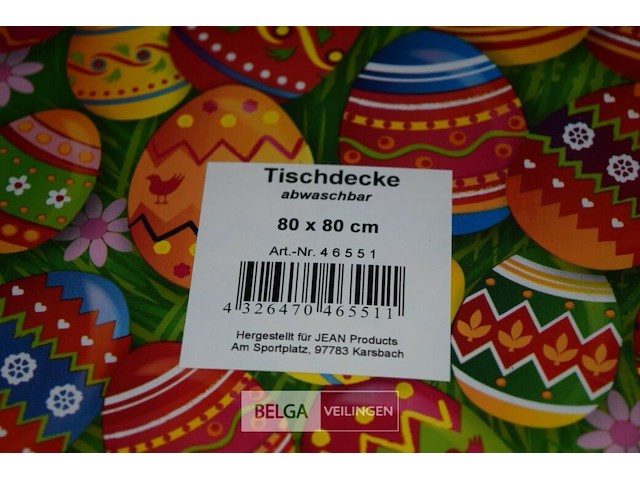 Tischdecke
abwaschbar
80 x 80 cm
Art.-Nr. 46551
4 326470 465511
Hergestellt für JEAN Products
Am Sportplatz, 97783 Karsbach
BELGA VEILINGEN